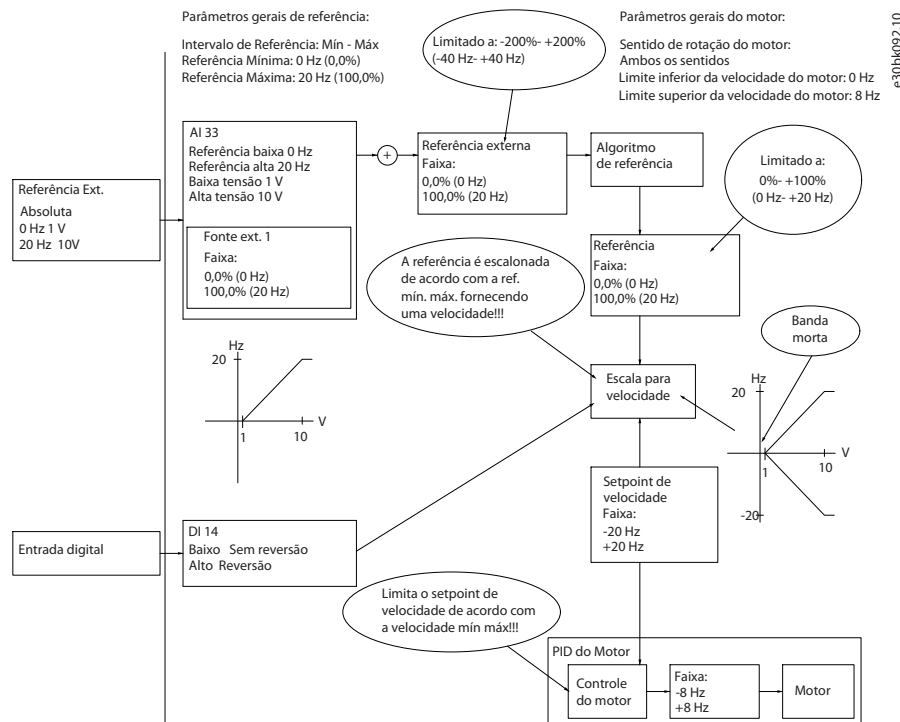 Parâmetros gerais de referência:
Intervalo de Referência: Mín - Máx
Referência Mínima: 0 Hz (0,0%)
Referência Máxima: 20 Hz (100,0%)
Limitado a: -200%- +200%
(-40 Hz- +40 Hz)
Parâmetros gerais do motor:
Sentido de rotação do motor:
Ambos os sentidos
Limite inferior da velocidade do motor: 0 Hz
Limite superior da velocidade do motor: 8 Hz
e30bk092.10
Referência Ext.
Absoluta
0 Hz 1 V
20 Hz 10V
AI 33
Referência baixa 0 Hz
Referência alta 20 Hz
Baixa tensão 1 V
Alta tensão 10 V
Fonte ext. 1
Faixa:
0,0% (0 Hz)
100,0% (20 Hz)
+
Referência externa
Faixa:
0,0% (0 Hz)
100,0% (20 Hz)
Algoritmo
de referência
Limitado a:
0%- +100%
(0 Hz- +20 Hz)
Referência
Faixa:
0,0% (0 Hz)
100,0% (20 Hz)
A referência é escalonada
de acordo com a ref.
mín. máx. fornecendo
uma velocidade!!!
Hz
20
V
1
10
Escala para
velocidade
Banda
morta
Hz
20
V
1
10
-20
Setpoint de
velocidade
Faixa:
-20 Hz
+20 Hz
Entrada digital
DI 14
Baixo Sem reversão
Alto Reversão
Limita o setpoint de
velocidade de acordo com
a velocidade mín máx!!!
PID do Motor
Controle
do motor
Faixa:
-8 Hz
+8 Hz
Motor